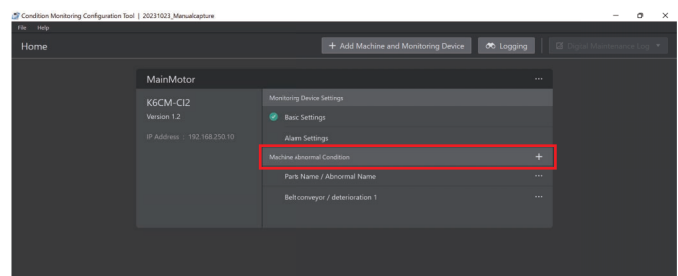 Condition Monitoring Configuration Tool | 20231023_Manualcapture
File Help
Home
+ Add Machine and Monitoring Device
Logging
Digital Maintenance Log
MainMotor
K6CM-CI2
Version 1.2
IP Address : 192.168.250.10
Monitoring Device Settings
Basic Settings
Alarm Settings
Machine abnormal Condition +
Parts Name / Abnormal Name
Belt conveyor / deterioration 1